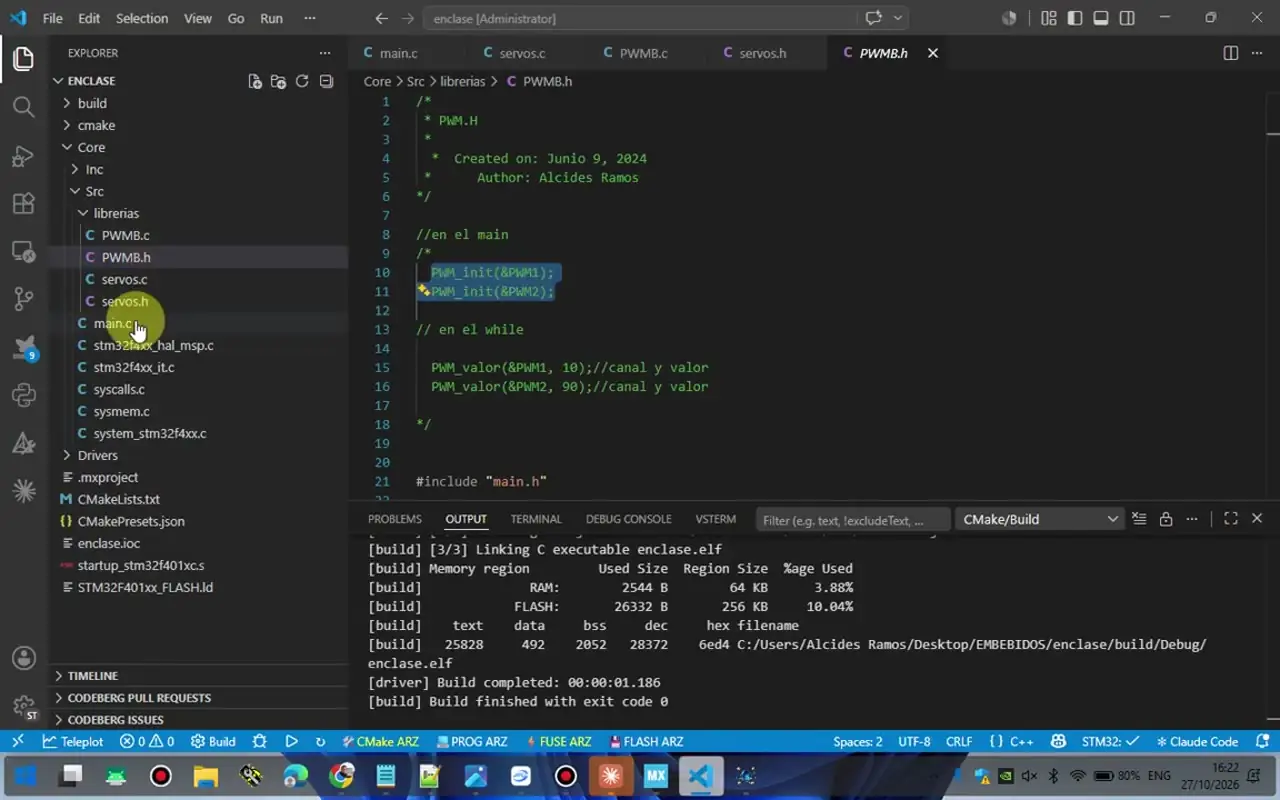 File Edit Selection View Go Run ···
enclase [Administrator]
EXPLORER
ENCLASE
build
cmake
Core
Inc
Src
librerias
PWMB.c
PWMB.h
servos.c
servos.h
main.c
stm32f4xx_hal_msp.c
stm32f4xx_it.c
syscalls.c
sysmem.c
system_stm32f4xx.c
Drivers
.mxproject
CMakeLists.txt
CMakePresets.json
enclase.ioc
startup_stm32f401xc.s
STM32F401xx_FLASH.ld
TIMELINE
CODEBERG PULL REQUESTS
CODEBERG ISSUES
9
ST
C main.c C servos.c C PWMB.c C servos.h C PWMB.h
Core > Src > librerias > C PWMB.h
1 /*
2 * PWM.H
3 *
4 * Created on: Junio 9, 2024
5 * Author: Alcides Ramos
6 */
7
8 //en el main
9 /*
10 PWM_init(&PWM1);
11 PWM_init(&PWM2);
12
13 // en el while
14
15 PWM_valor(&PWM1, 10);//canal y valor
16 PWM_valor(&PWM2, 90);//canal y valor
17
18 */
19
20
21 #include "main.h"
PROBLEMS OUTPUT TERMINAL DEBUG CONSOLE VSTERM Filter (e.g. text, !excludeText, ... CMake/Build
[build] [3/3] Linking C executable enclase.elf
[build] Memory region Used Size Region Size %age Used
[build] RAM: 2544 B 64 KB 3.88%
[build] FLASH: 26332 B 256 KB 10.04%
[build] text data bss dec hex filename
[build] 25828 492 2052 28372 6ed4 C:/Users/Alcides Ramos/Desktop/EMBEBIDOS/enclase/build/Debug/
enclase.elf
[driver] Build completed: 00:00:01.186
[build] Build finished with exit code 0
Teleplot 0 0 Build CMake ARZ PROG ARZ FUSE ARZ FLASH ARZ Spaces: 2 UTF-8 CRLF {} C++ STM32: Claude Code
MX 80% ENG 16:22
27/10/2026